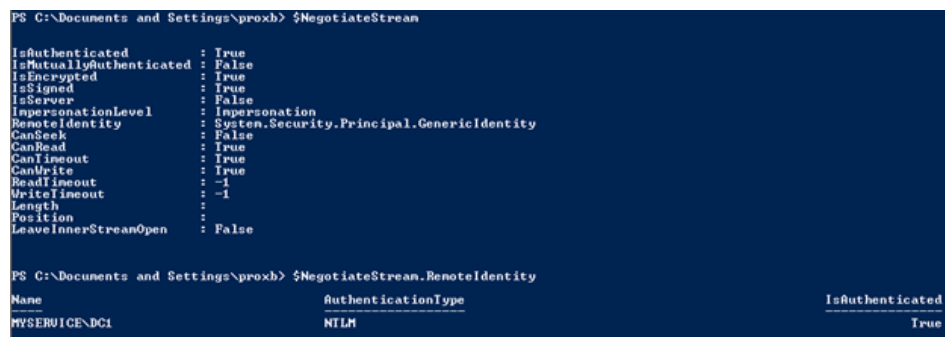 PS C:\Documents and Settings\proxb> $NegotiateStream
IsAuthenticated : True
IsMutuallyAuthenticated : False
IsEncrypted : True
IsSigned : True
IsServer : False
ImpersonationLevel : Impersonation
RemoteIdentity : System.Security.Principal.GenericIdentity
CanSeek : False
CanRead : True
CanTimeout : True
CanWrite : True
ReadTimeout : -1
WriteTimeout : -1
Length :
Position :
LeaveInnerStreamOpen : False
PS C:\Documents and Settings\proxb> $NegotiateStream.RemoteIdentity
Name AuthenticationType IsAuthenticated
---- ------------------ ---------------
MYSERVICE\DC1 NTLM True